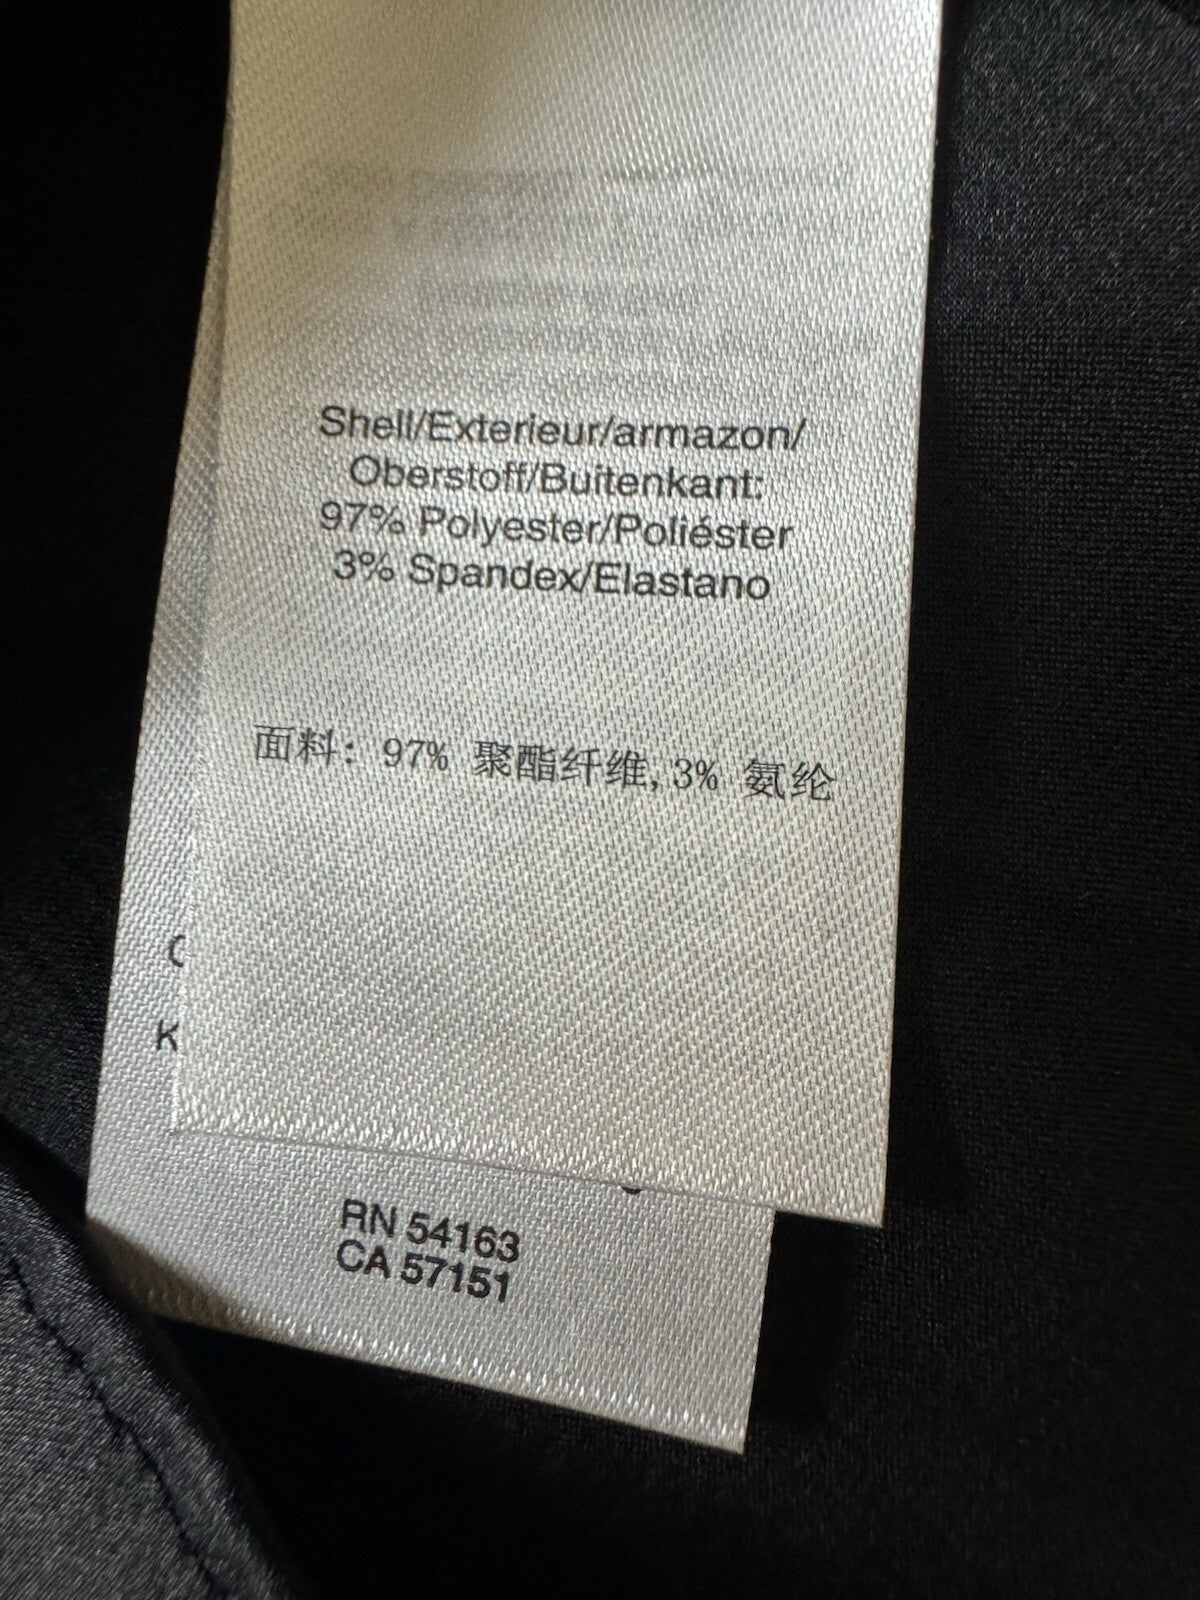 Shell/Exterieur/armazon/
Oberstoff/Buitenkant:
97% Polyester/Poliéster
3% Spandex/Elastano
面料: 97% 聚酯纤维,3% 氨纶
K
RN 54163
CA 57151